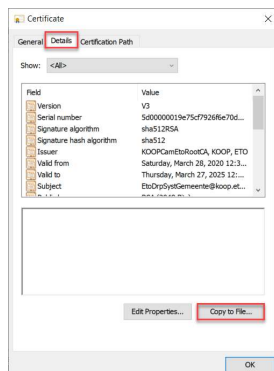 Certificate
General Details Certification Path
Show: <All>
Field Value
Version V3
Serial number 5d00000019e75cf7926f6e70d...
Signature algorithm sha512RSA
Signature hash algorithm sha512
Issuer KOOPCamEtoRootCA, KOOP, ETO
Valid from Saturday, March 28, 2020 12:3...
Valid to Thursday, March 27, 2025 12:...
Subject EtoDrpSystGemeente@koop.et...
Edit Properties... Copy to File...
OK